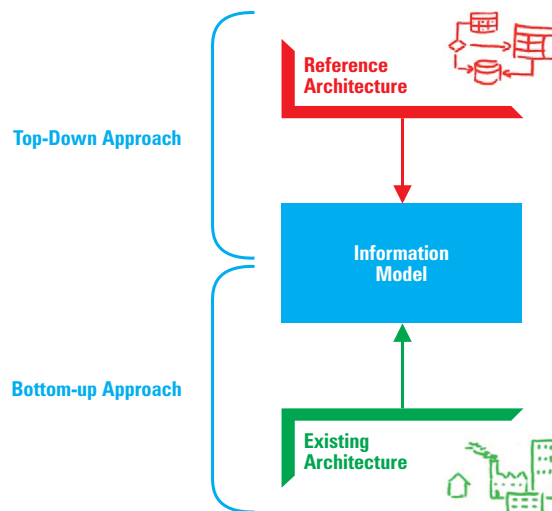 Reference
Architecture
Top-Down Approach
Information
Model
Bottom-up Approach
Existing
Architecture